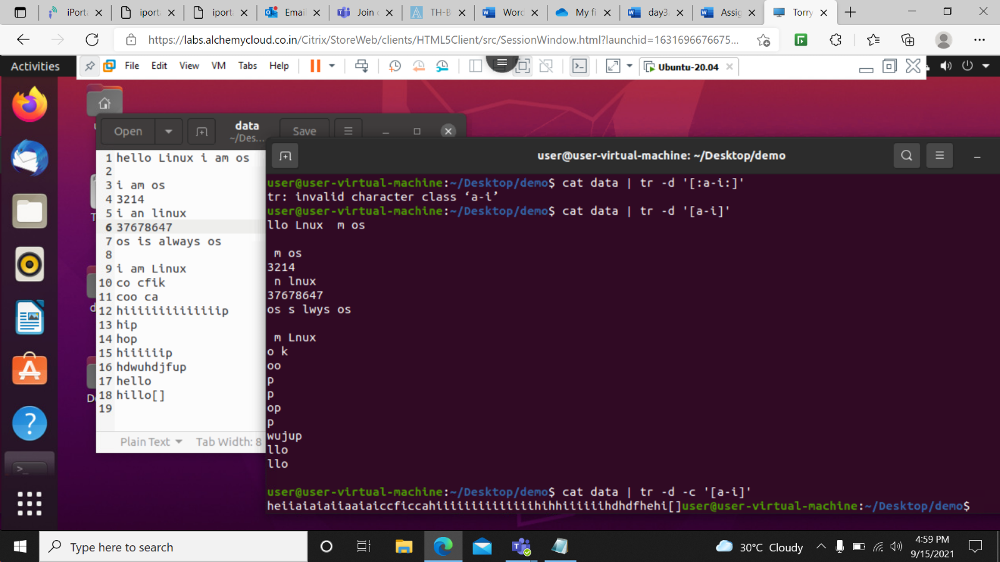 iPorta
iporta
iporta
Email
Join c
TH-B
Word
My fi
day3
Assig
Torry
https://labs.alchemycloud.co.in/Citrix/StoreWeb/clients/HTML5Client/src/SessionWindow.html?launchid=1631696676675...
Activities
File Edit View VM Tabs Help
Ubuntu-20.04
Open
data
~/Des...
Save
1 hello Linux i am os
2
3 i am os
4 3214
5 i an linux
6 37678647
7 os is always os
8
9 i am Linux
10 co cfik
11 coo ca
12 hiiiiiiiiiiiiiip
13 hip
14 hop
15 hiiiiiip
16 hdwuhdjfup
17 hello
18 hillo[]
19
Plain Text Tab Width: 8
user@user-virtual-machine: ~/Desktop/demo
user@user-virtual-machine:~/Desktop/demo$ cat data | tr -d '[:a-i:]'
tr: invalid character class ‘a-i’
user@user-virtual-machine:~/Desktop/demo$ cat data | tr -d '[a-i]'
llo Lnux  m os
 m os
3214
 n lnux
37678647
os s lwys os
 m Lnux
o k
oo
p
p
op
p
wujup
llo
llo
user@user-virtual-machine:~/Desktop/demo$ cat data | tr -d -c '[a-i]'
heiiaiaiaiiaaiaiccficcahiiiiiiiiiiiiiihihhiiiiiihdhdfhehi[]user@user-virtual-machine:~/Desktop/demo$
Type here to search
30°C Cloudy
4:59 PM
9/15/2021